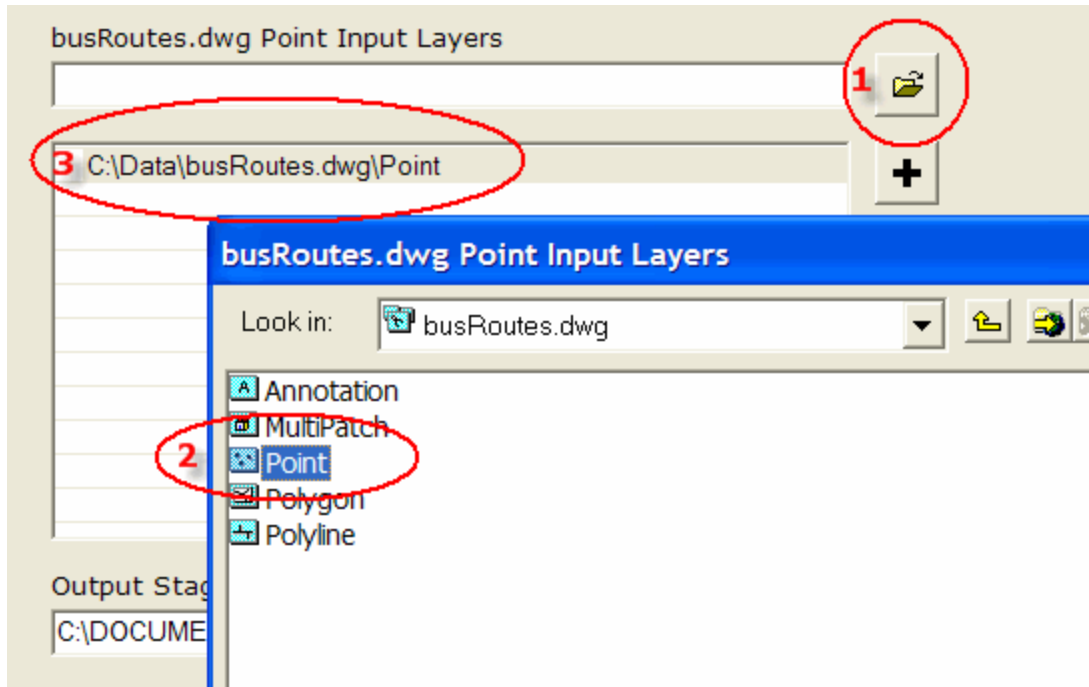 busRoutes.dwg Point Input Layers
1
3 C:\Data\busRoutes.dwg\Point
busRoutes.dwg Point Input Layers
Look in: busRoutes.dwg
Annotation
MultiPatch
2 Point
Polygon
Polyline
Output Stag
C:\DOCUME